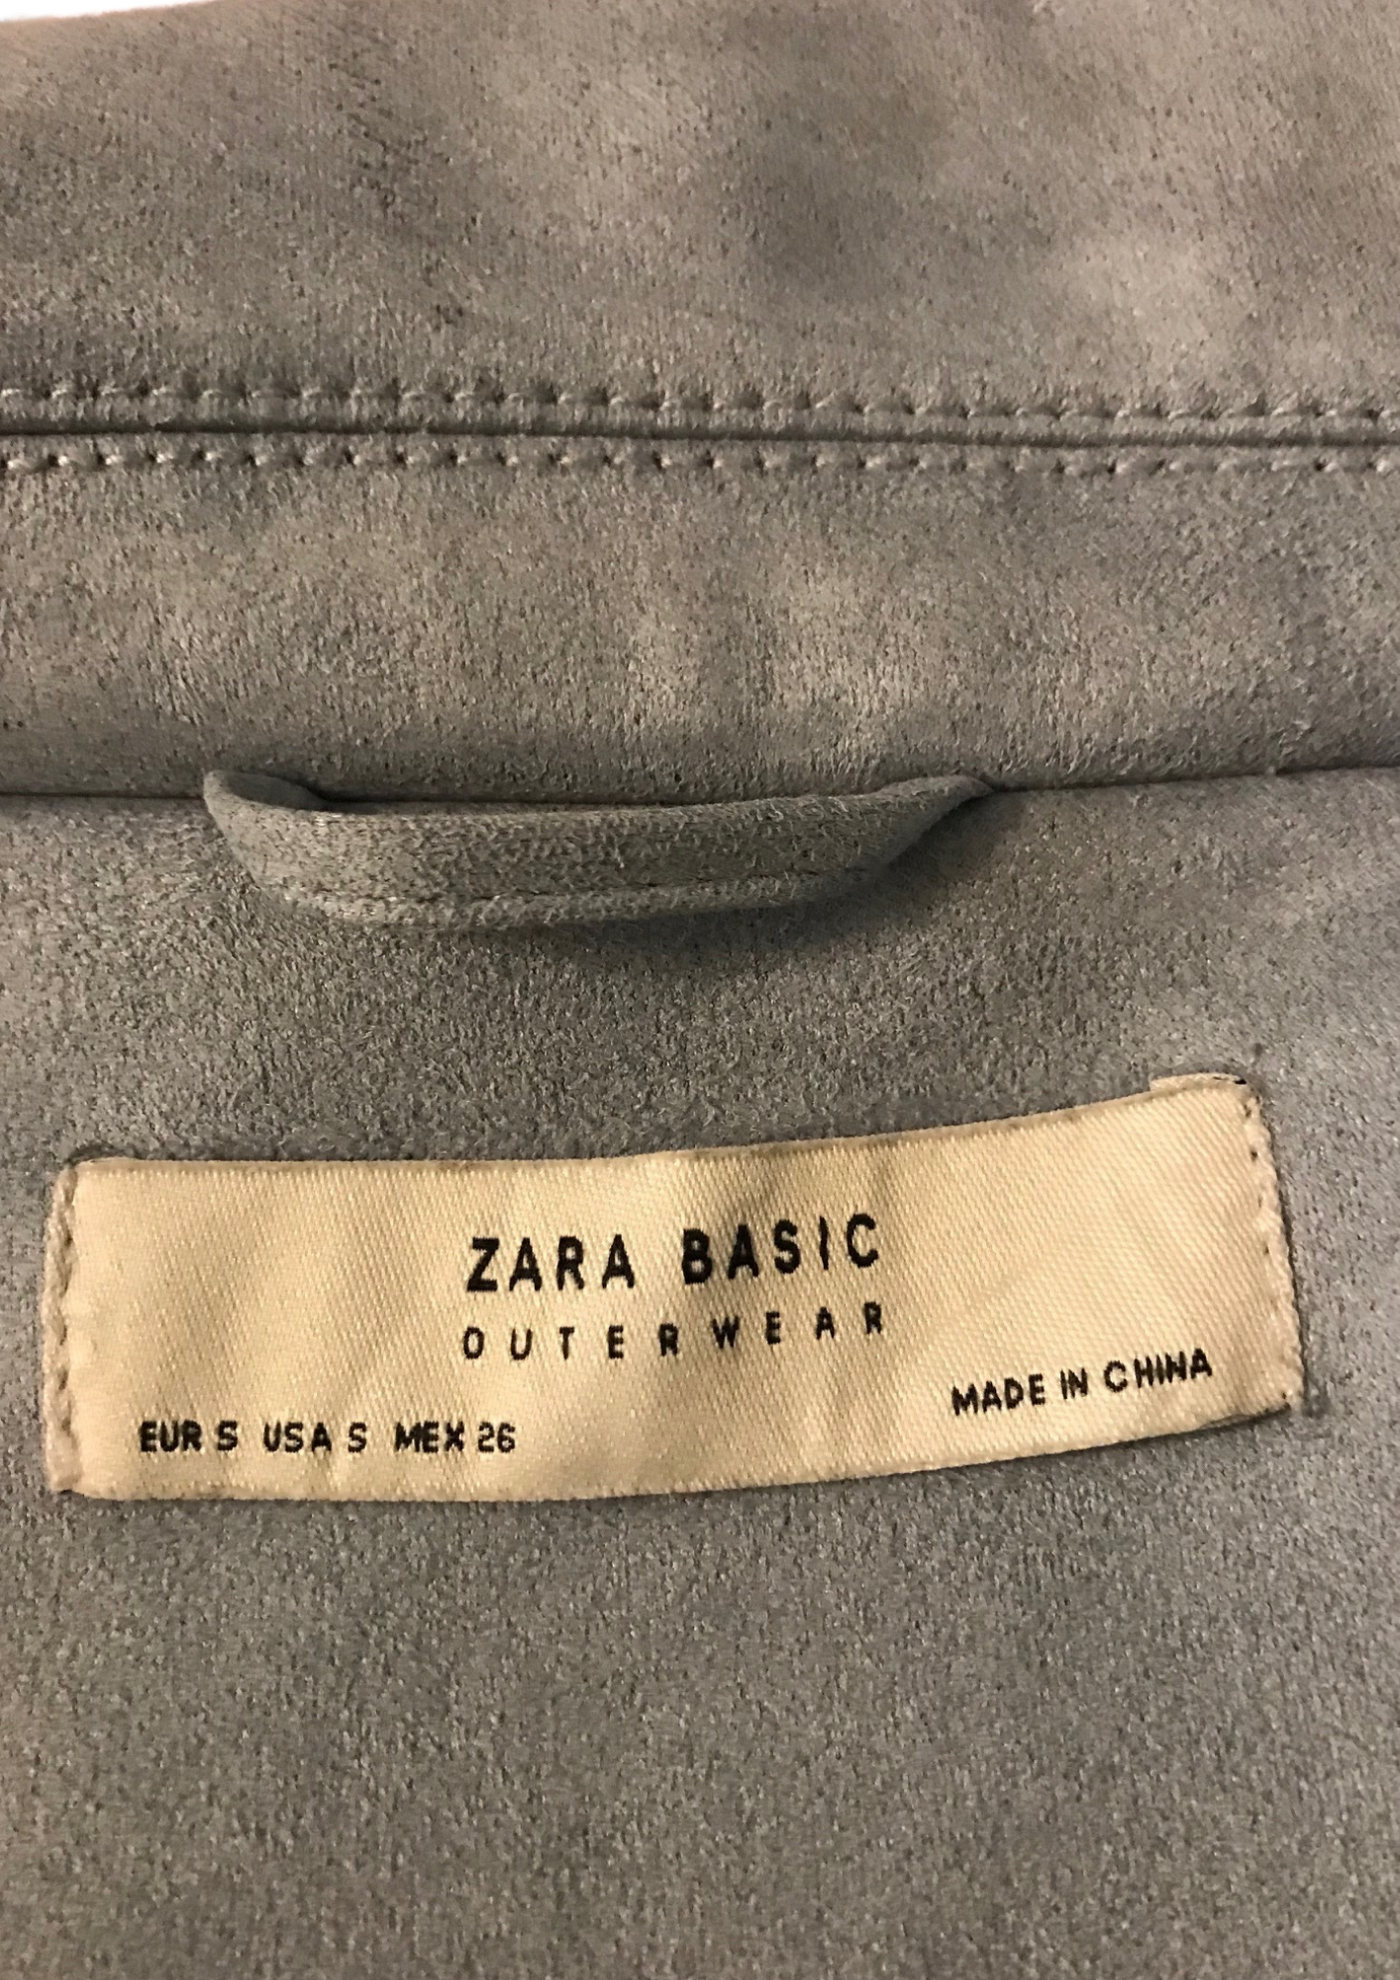 ZARA BASIC
OUTERWEAR
MADE IN CHINA
EUR S USA S MEX 26